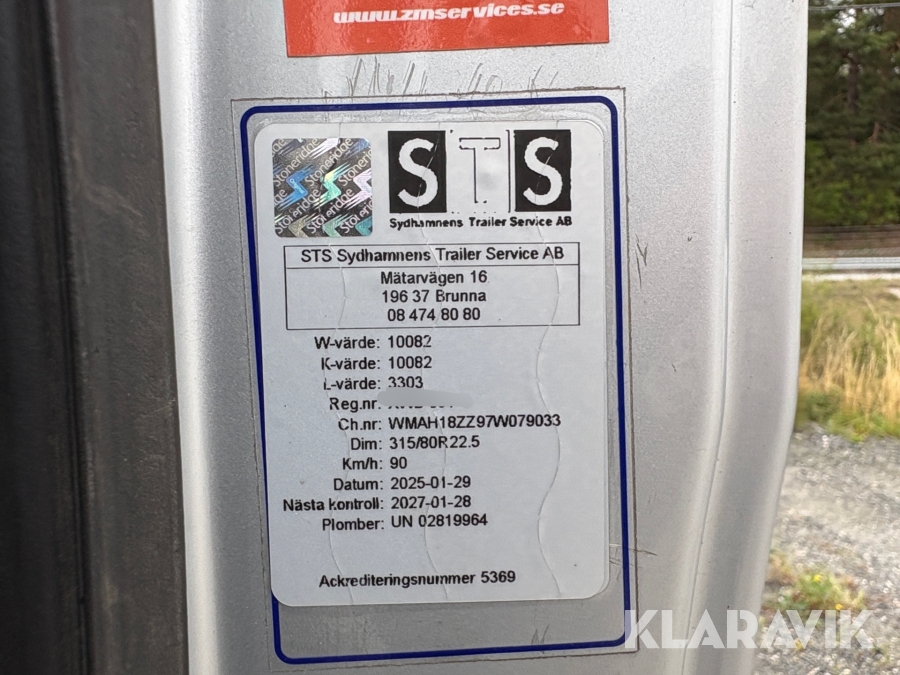 www.zmservices.se
STS
Sydhamnens Trailer Service AB
Stoneridge
STS Sydhamnens Trailer Service AB
Mätarvägen 16
196 37 Brunna
08 474 80 80
W-värde: 10082
K-värde: 10082
L-värde: 3303
Reg.nr.
Ch.nr: WMAH18ZZ97W079033
Dim: 315/80R22.5
Km/h: 90
Datum: 2025-01-29
Nästa kontroll: 2027-01-28
Plomber: UN 02819964
Ackrediteringsnummer 5369
KLARAVIK